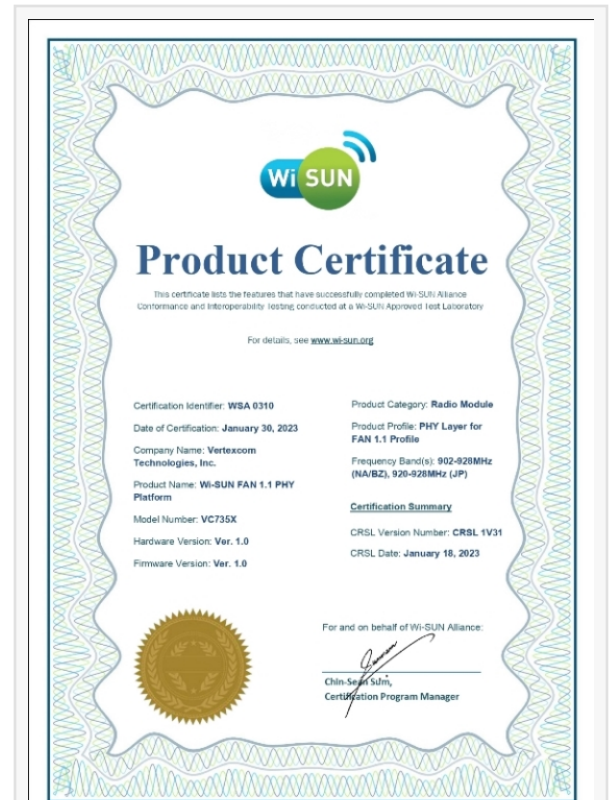 Wi SUN
Product Certificate
This certificate lists the features that have successfully completed Wi-SUN Alliance
Conformance and Interoperability Testing conducted at a Wi-SUN Approved Test Laboratory
For details, see www.wi-sun.org
Certification Identifier: WSA 0310
Date of Certification: January 30, 2023
Company Name: Vertexcom
Technologies, Inc.
Product Name: Wi-SUN FAN 1.1 PHY
Platform
Model Number: VC735X
Hardware Version: Ver. 1.0
Firmware Version: Ver. 1.0
Product Category: Radio Module
Product Profile: PHY Layer for
FAN 1.1 Profile
Frequency Band(s): 902-928MHz
(NA/BZ), 920-928MHz (JP)
Certification Summary
CRSL Version Number: CRSL 1V31
CRSL Date: January 18, 2023
For and on behalf of Wi-SUN Alliance:
Chin-Sean Sum,
Certification Program Manager